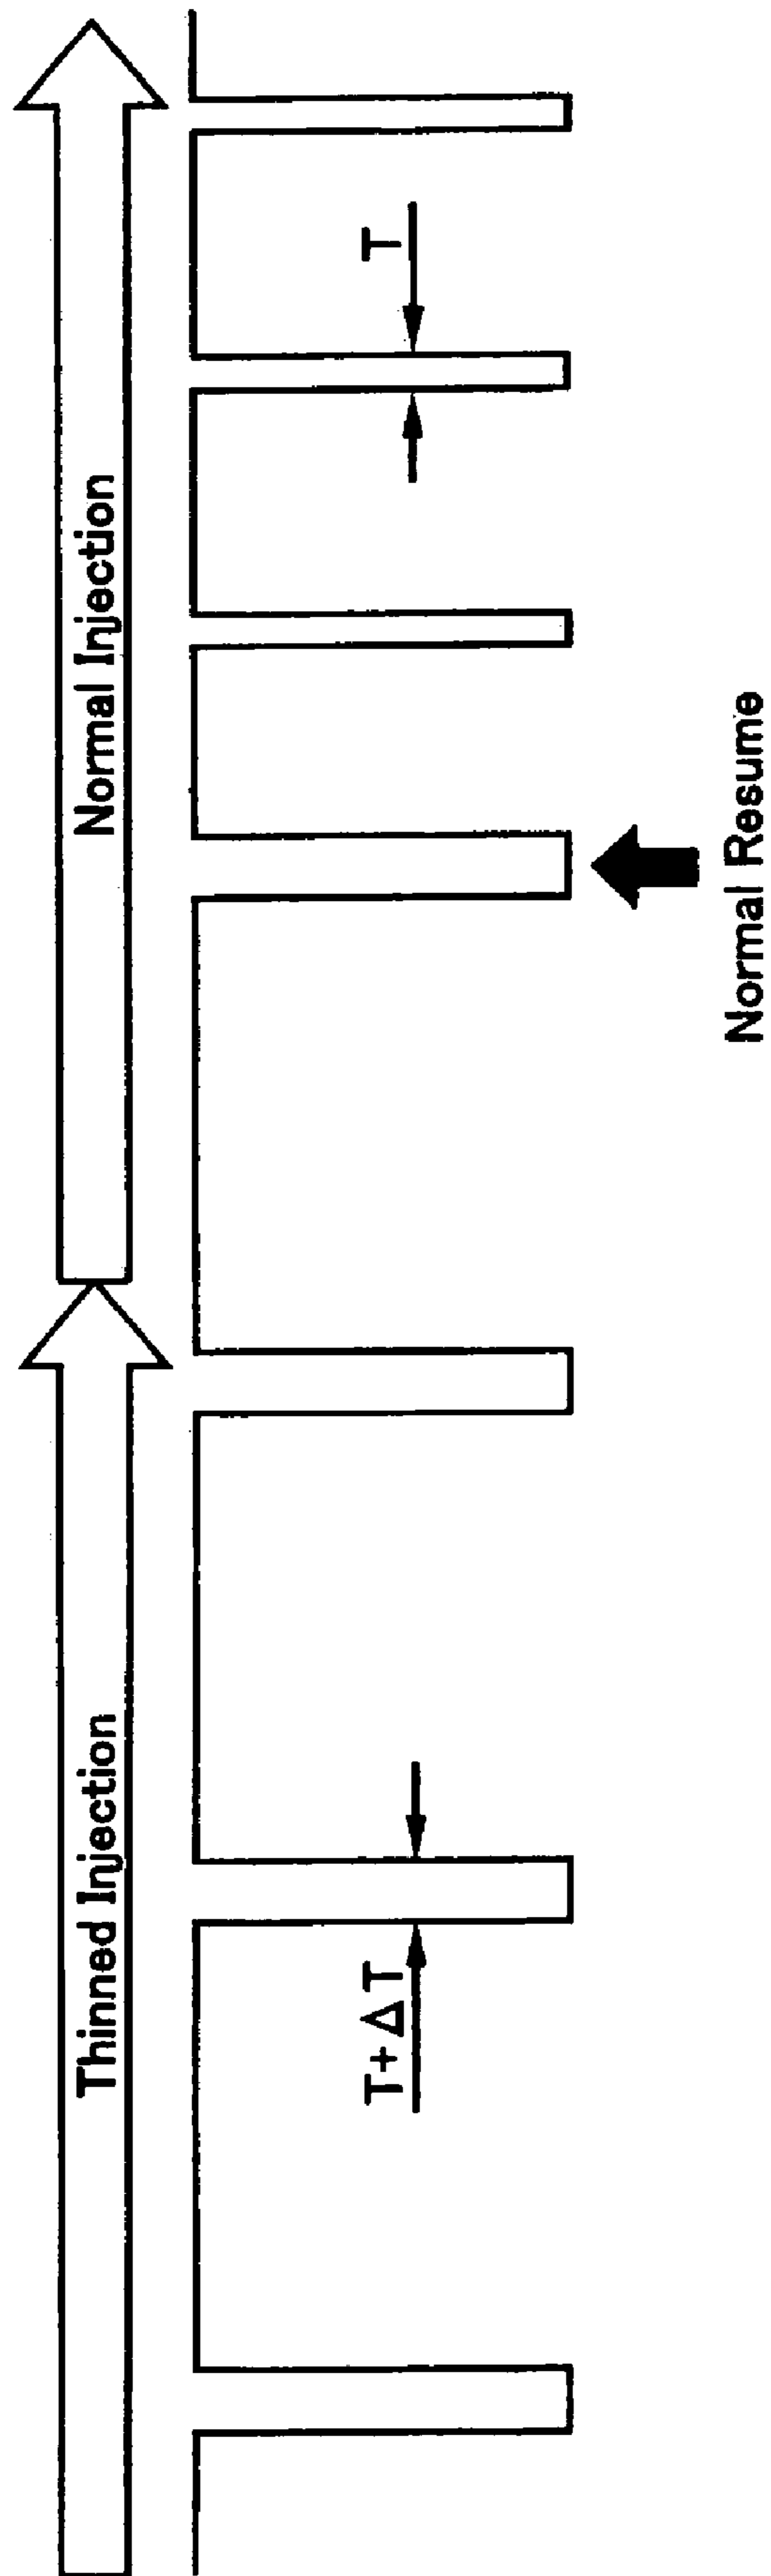 Thinned Injection
Normal Injection
T+ΔT
T
Normal Resume